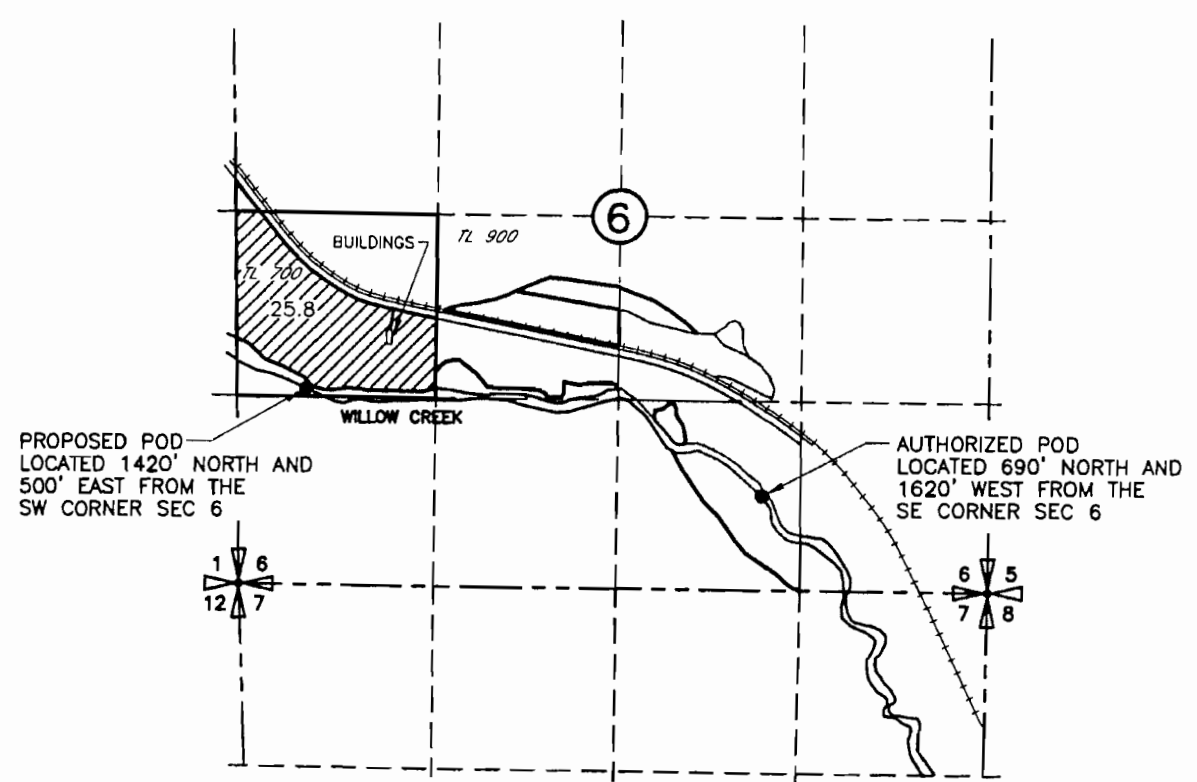 6
BUILDINGS
TL 900
TL 700
25.8
WILLOW CREEK
PROPOSED POD
LOCATED 1420' NORTH AND
500' EAST FROM THE
SW CORNER SEC 6
AUTHORIZED POD
LOCATED 690' NORTH AND
1620' WEST FROM THE
SE CORNER SEC 6
1 6
12 7
6 5
7 8